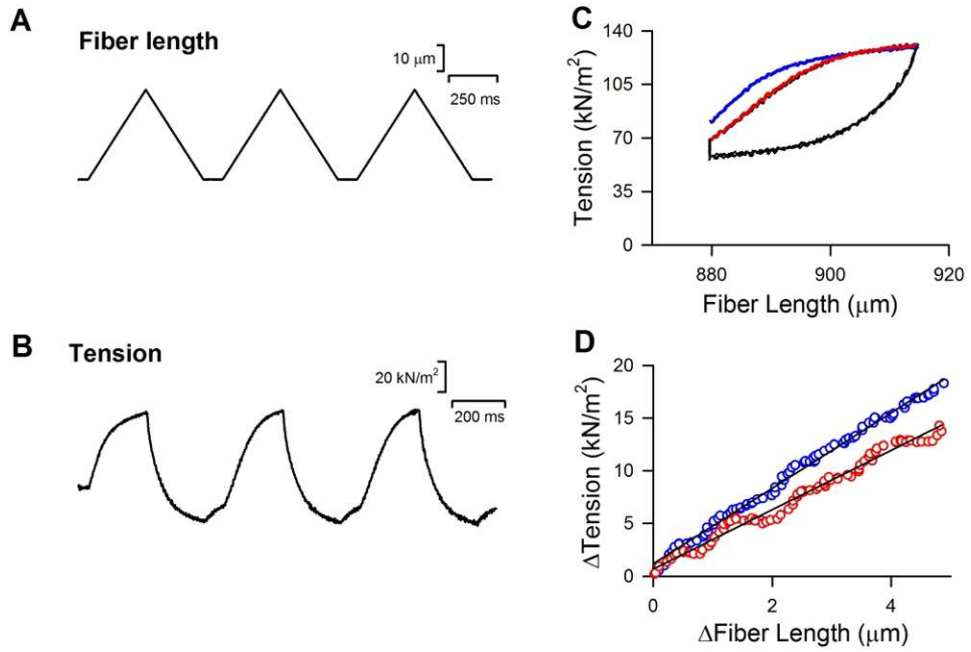 A
Fiber length
10 μm
250 ms
B
Tension
20 kN/m²
200 ms
C
Tension (kN/m²)
140
105
70
35
0
880 900 920
Fiber Length (μm)
D
ΔTension (kN/m²)
20
15
10
5
0
0 2 4
ΔFiber Length (μm)